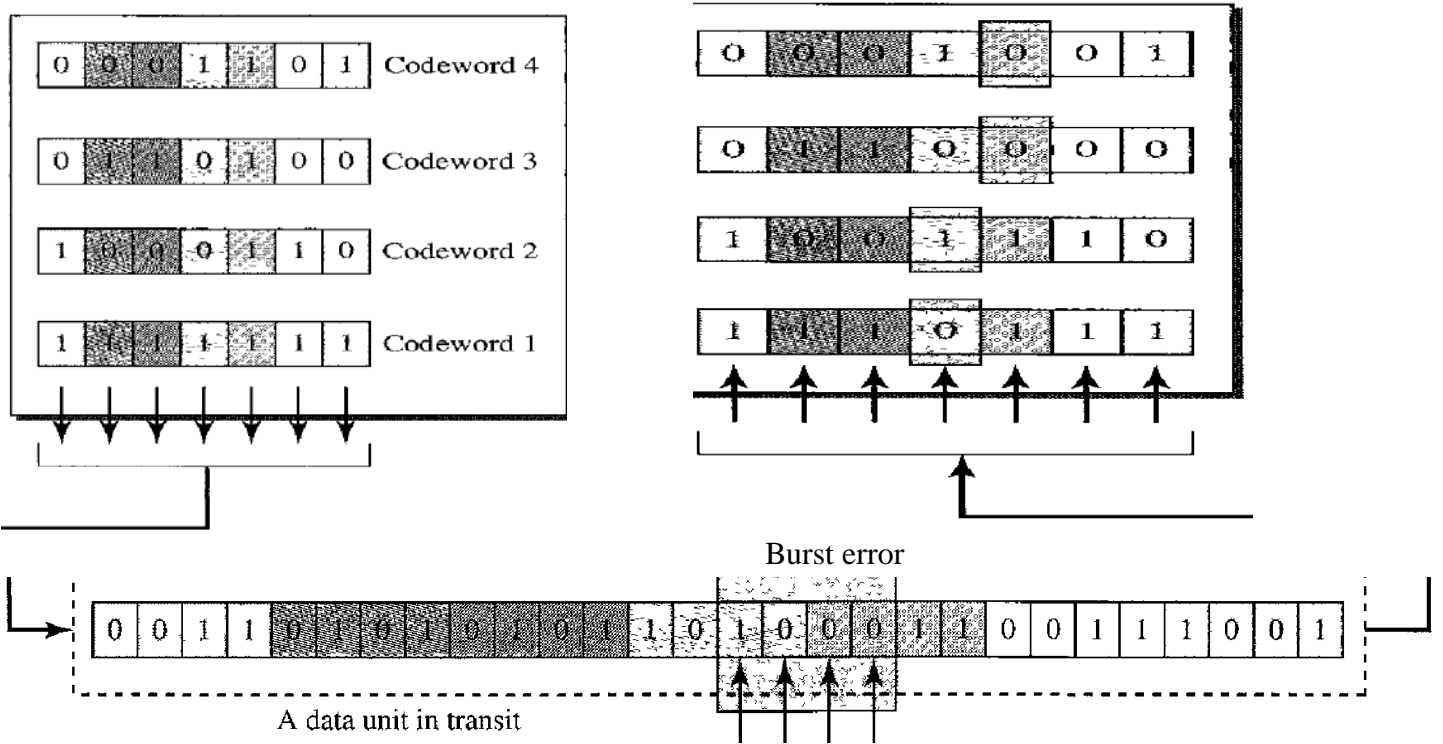 0 0 0 1 1 0 1 Codeword 4
0 1 1 0 1 0 0 Codeword 3
1 0 0 0 1 1 0 Codeword 2
1 1 1 1 1 1 1 Codeword 1
0 0 0 1 0 0 1
0 1 1 0 0 0 0
1 0 0 1 1 1 0
1 1 1 0 1 1 1
Burst error
0 0 1 1 0 1 0 1 0 1 0 1 1 0 1 0 0 0 1 1 0 0 1 1 1 0 0 1
A data unit in transit